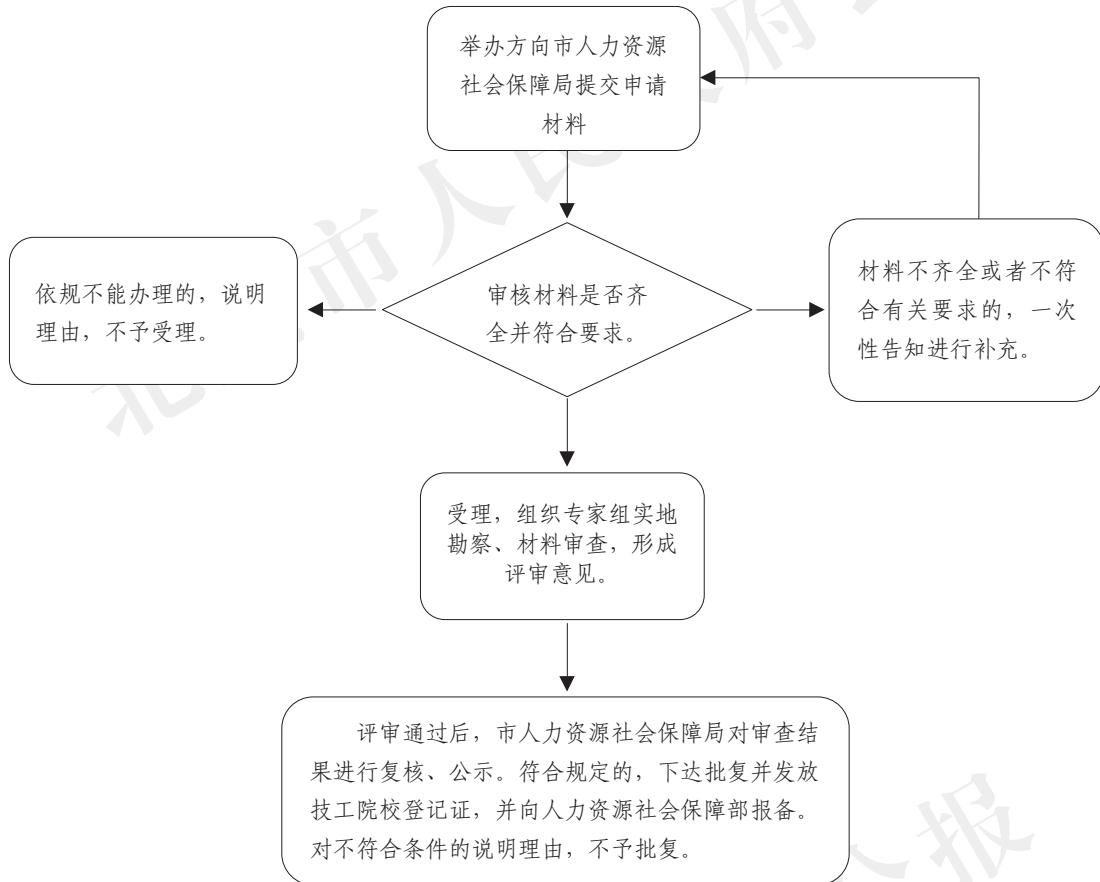 举办方向市人力资源
社会保障局提交申请
材料
依规不能办理的，说明
理由，不予受理。
审核材料是否齐
全并符合要求。
材料不齐全或者不符
合有关要求的，一次
性告知进行补充。
受理，组织专家组实地
勘察、材料审查，形成
评审意见。
评审通过后，市人力资源社会保障局对审查结
果进行复核、公示。符合规定的，下达批复并发放
技工院校登记证，并向人力资源社会保障部报备。
对不符合条件的说明理由，不予批复。